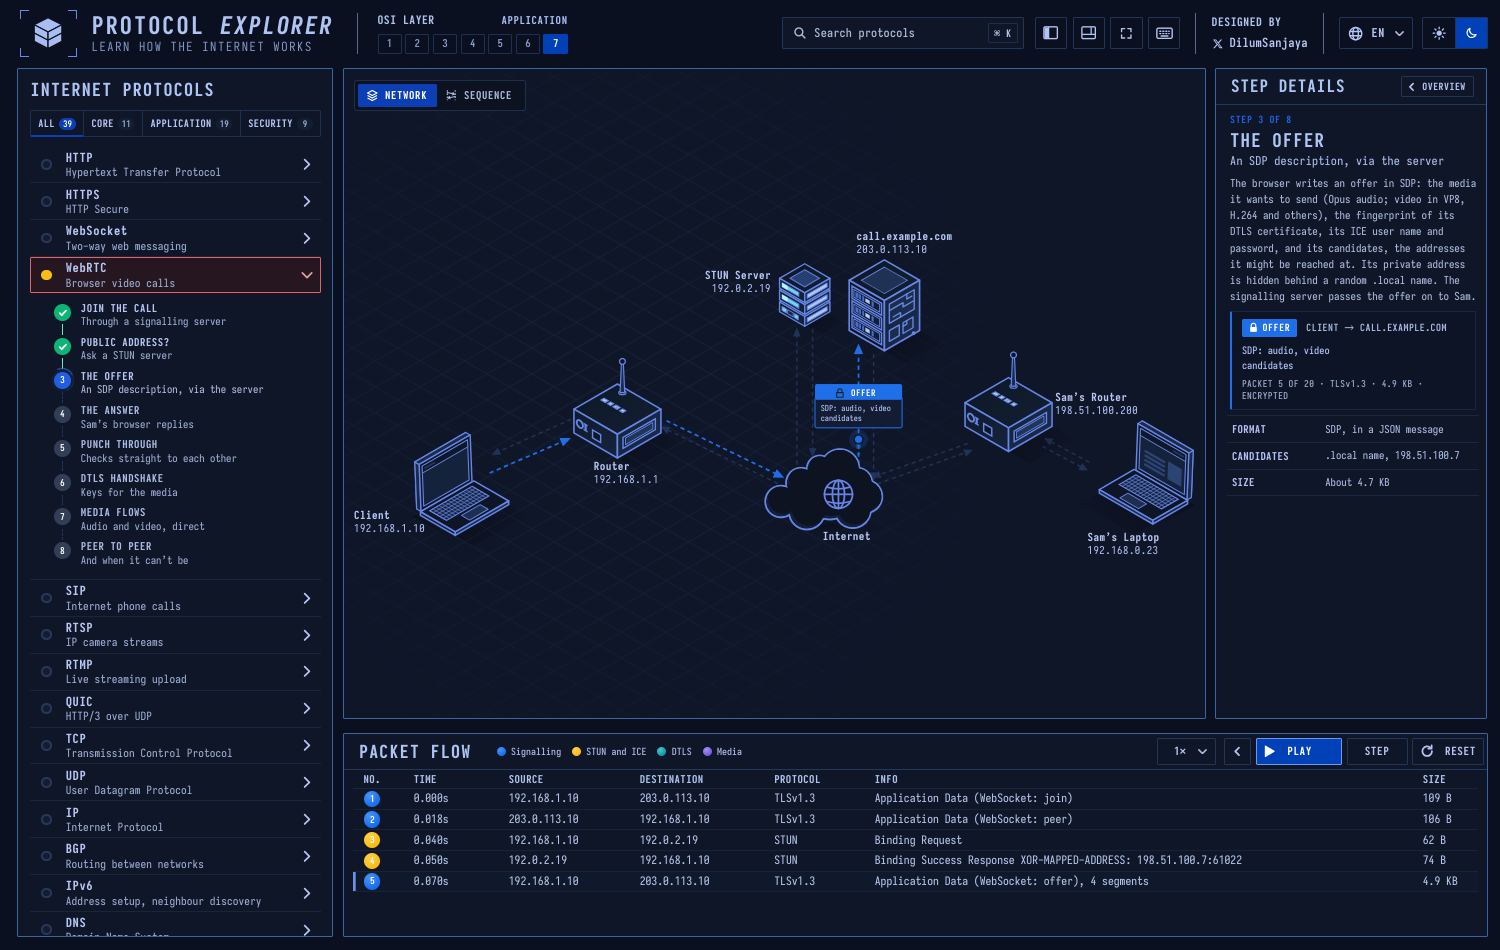 PROTOCOL EXPLORER
LEARN HOW THE INTERNET WORKS
OSI LAYER APPLICATION
1 2 3 4 5 6 7
Search protocols ⌘ K
DESIGNED BY
DilumSanjaya
EN
INTERNET PROTOCOLS
ALL 39 CORE 11 APPLICATION 19 SECURITY 9
HTTP
Hypertext Transfer Protocol
HTTPS
HTTP Secure
WebSocket
Two-way web messaging
WebRTC
Browser video calls
JOIN THE CALL
Through a signalling server
PUBLIC ADDRESS?
Ask a STUN server
3 THE OFFER
An SDP description, via the server
4 THE ANSWER
Sam's browser replies
5 PUNCH THROUGH
Checks straight to each other
6 DTLS HANDSHAKE
Keys for the media
7 MEDIA FLOWS
Audio and video, direct
8 PEER TO PEER
And when it can't be
SIP
Internet phone calls
RTSP
IP camera streams
RTMP
Live streaming upload
QUIC
HTTP/3 over UDP
TCP
Transmission Control Protocol
UDP
User Datagram Protocol
IP
Internet Protocol
BGP
Routing between networks
IPv6
Address setup, neighbour discovery
DNS
NETWORK SEQUENCE
call.example.com
203.0.113.10
STUN Server
192.0.2.19
OFFER
SDP: audio, video
candidates
Sam's Router
198.51.100.200
Router
192.168.1.1
Client
192.168.1.10
Internet
Sam's Laptop
192.168.0.23
STEP DETAILS OVERVIEW
STEP 3 OF 8
THE OFFER
An SDP description, via the server
The browser writes an offer in SDP: the media
it wants to send (Opus audio; video in VP8,
H.264 and others), the fingerprint of its
DTLS certificate, its ICE user name and
password, and its candidates, the addresses
it might be reached at. Its private address
is hidden behind a random .local name. The
signalling server passes the offer on to Sam.
OFFER CLIENT → CALL.EXAMPLE.COM
SDP: audio, video
candidates
PACKET 5 OF 20 · TLSv1.3 · 4.9 KB ·
ENCRYPTED
FORMAT SDP, in a JSON message
CANDIDATES .local name, 198.51.100.7
SIZE About 4.7 KB
PACKET FLOW Signalling STUN and ICE DTLS Media 1× PLAY STEP RESET
NO. TIME SOURCE DESTINATION PROTOCOL INFO SIZE
1 0.000s 192.168.1.10 203.0.113.10 TLSv1.3 Application Data (WebSocket: join) 109 B
2 0.018s 203.0.113.10 192.168.1.10 TLSv1.3 Application Data (WebSocket: peer) 106 B
3 0.040s 192.168.1.10 192.0.2.19 STUN Binding Request 62 B
4 0.050s 192.0.2.19 192.168.1.10 STUN Binding Success Response XOR-MAPPED-ADDRESS: 198.51.100.7:61022 74 B
5 0.070s 192.168.1.10 203.0.113.10 TLSv1.3 Application Data (WebSocket: offer), 4 segments 4.9 KB